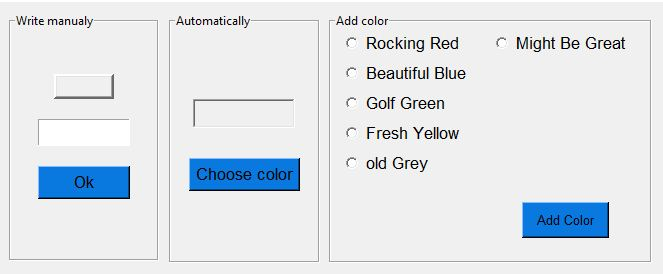 Write manualy
Ok
Automatically
Choose color
Add color
Rocking Red
Might Be Great
Beautiful Blue
Golf Green
Fresh Yellow
old Grey
Add Color